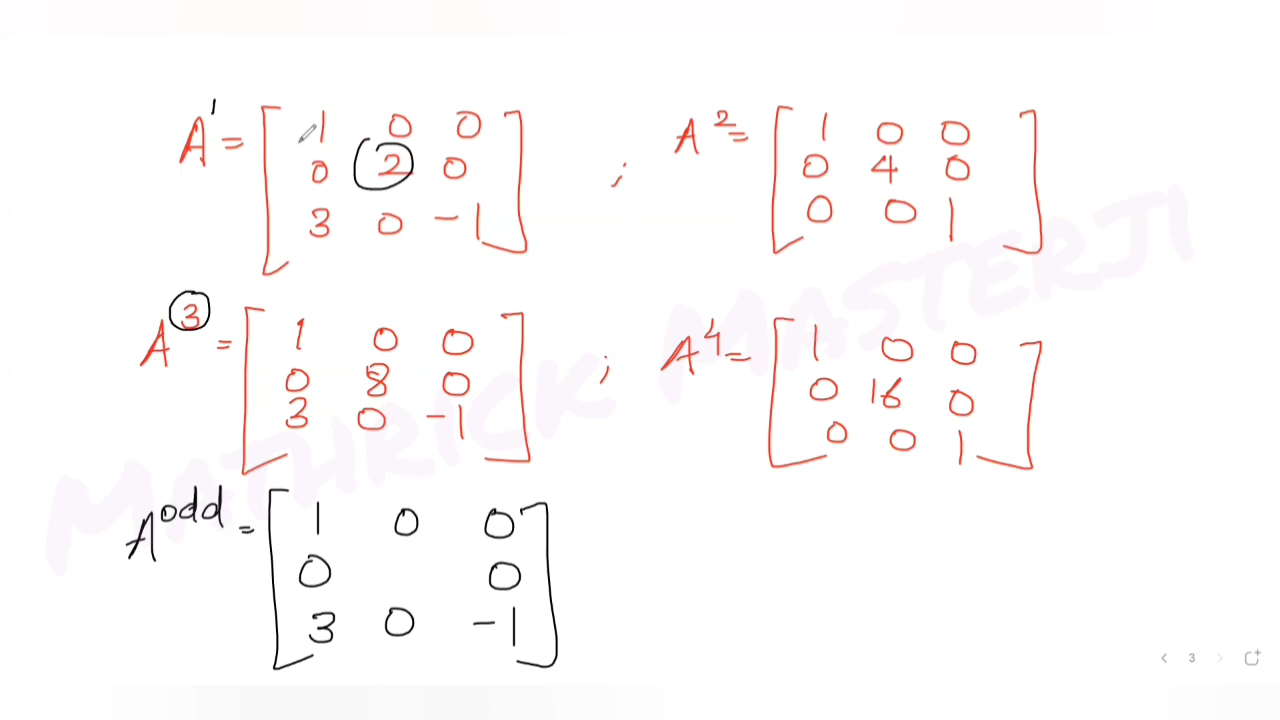 A¹ = [ 1 0 0 ; A² = [ 1 0 0
0 2 0 0 4 0
3 0 -1 ] 0 0 1 ]
A³ = [ 1 0 0 ; A⁴ = [ 1 0 0
0 8 0 0 16 0
3 0 -1 ] 0 0 1 ]
A^odd = [ 1 0 0
0 0
3 0 -1 ]
MATHRICK MASTERJI
< 3 >